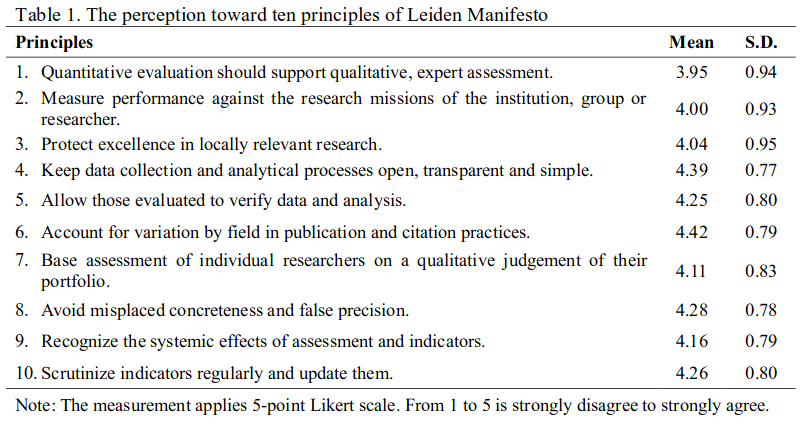 Table 1. The perception toward ten principles of Leiden Manifesto
Principles Mean S.D.
1. Quantitative evaluation should support qualitative, expert assessment. 3.95 0.94
2. Measure performance against the research missions of the institution, group or
researcher. 4.00 0.93
3. Protect excellence in locally relevant research. 4.04 0.95
4. Keep data collection and analytical processes open, transparent and simple. 4.39 0.77
5. Allow those evaluated to verify data and analysis. 4.25 0.80
6. Account for variation by field in publication and citation practices. 4.42 0.79
7. Base assessment of individual researchers on a qualitative judgement of their
portfolio. 4.11 0.83
8. Avoid misplaced concreteness and false precision. 4.28 0.78
9. Recognize the systemic effects of assessment and indicators. 4.16 0.79
10. Scrutinize indicators regularly and update them. 4.26 0.80
Note: The measurement applies 5-point Likert scale. From 1 to 5 is strongly disagree to strongly agree.